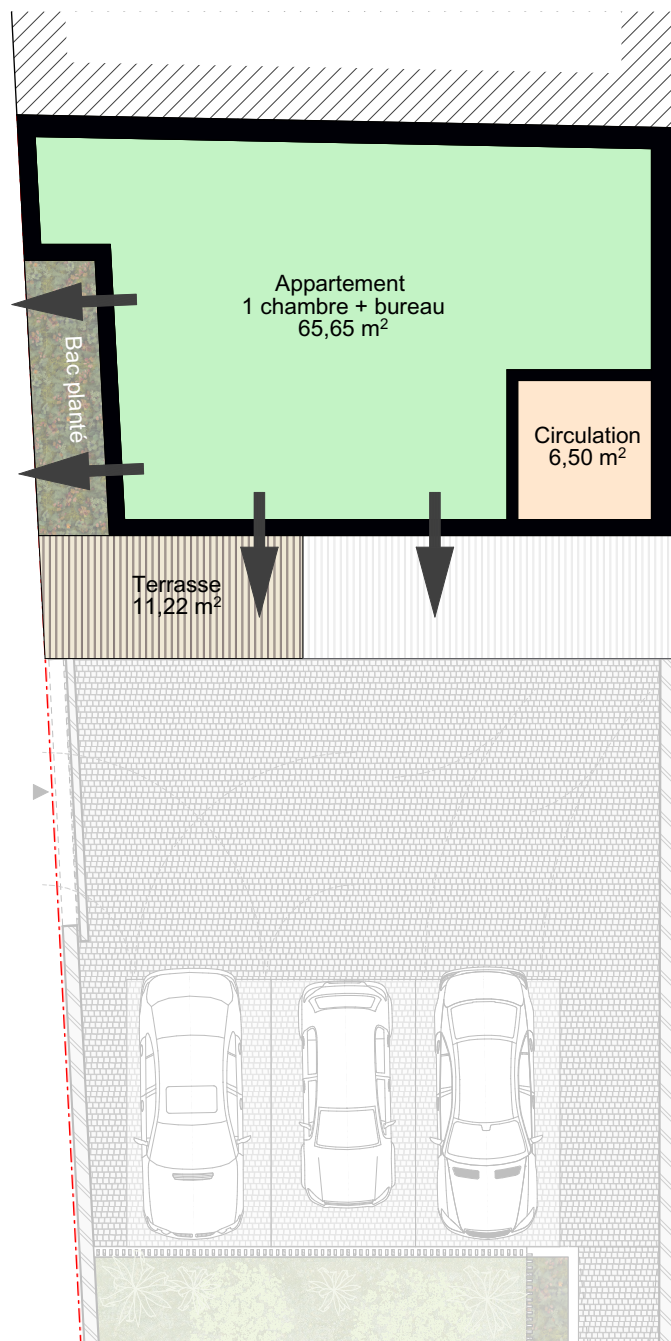 Appartement
1 chambre + bureau
65,65 m²
Bac planté
Circulation
6,50 m²
Terrasse
11,22 m²